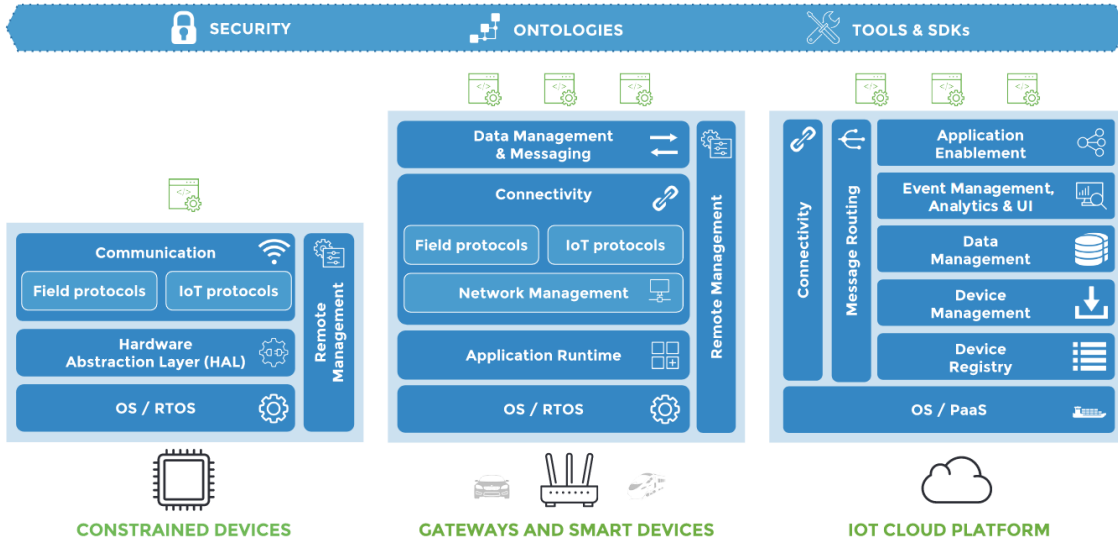 SECURITY
ONTOLOGIES
TOOLS & SDKs
Communication
Field protocols
IoT protocols
Hardware
Abstraction Layer (HAL)
OS / RTOS
Remote
Management
CONSTRAINED DEVICES
Data Management
& Messaging
Connectivity
Field protocols
IoT protocols
Network Management
Application Runtime
OS / RTOS
Remote Management
GATEWAYS AND SMART DEVICES
Connectivity
Message Routing
Application
Enablement
Event Management,
Analytics & UI
Data
Management
Device
Management
Device
Registry
OS / PaaS
IOT CLOUD PLATFORM